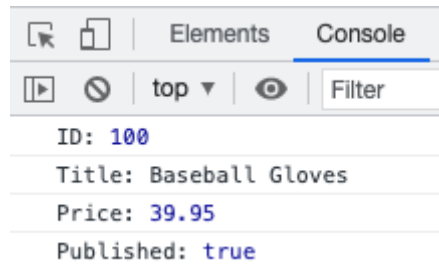 Elements Console
top Filter
ID: 100
Title: Baseball Gloves
Price: 39.95
Published: true